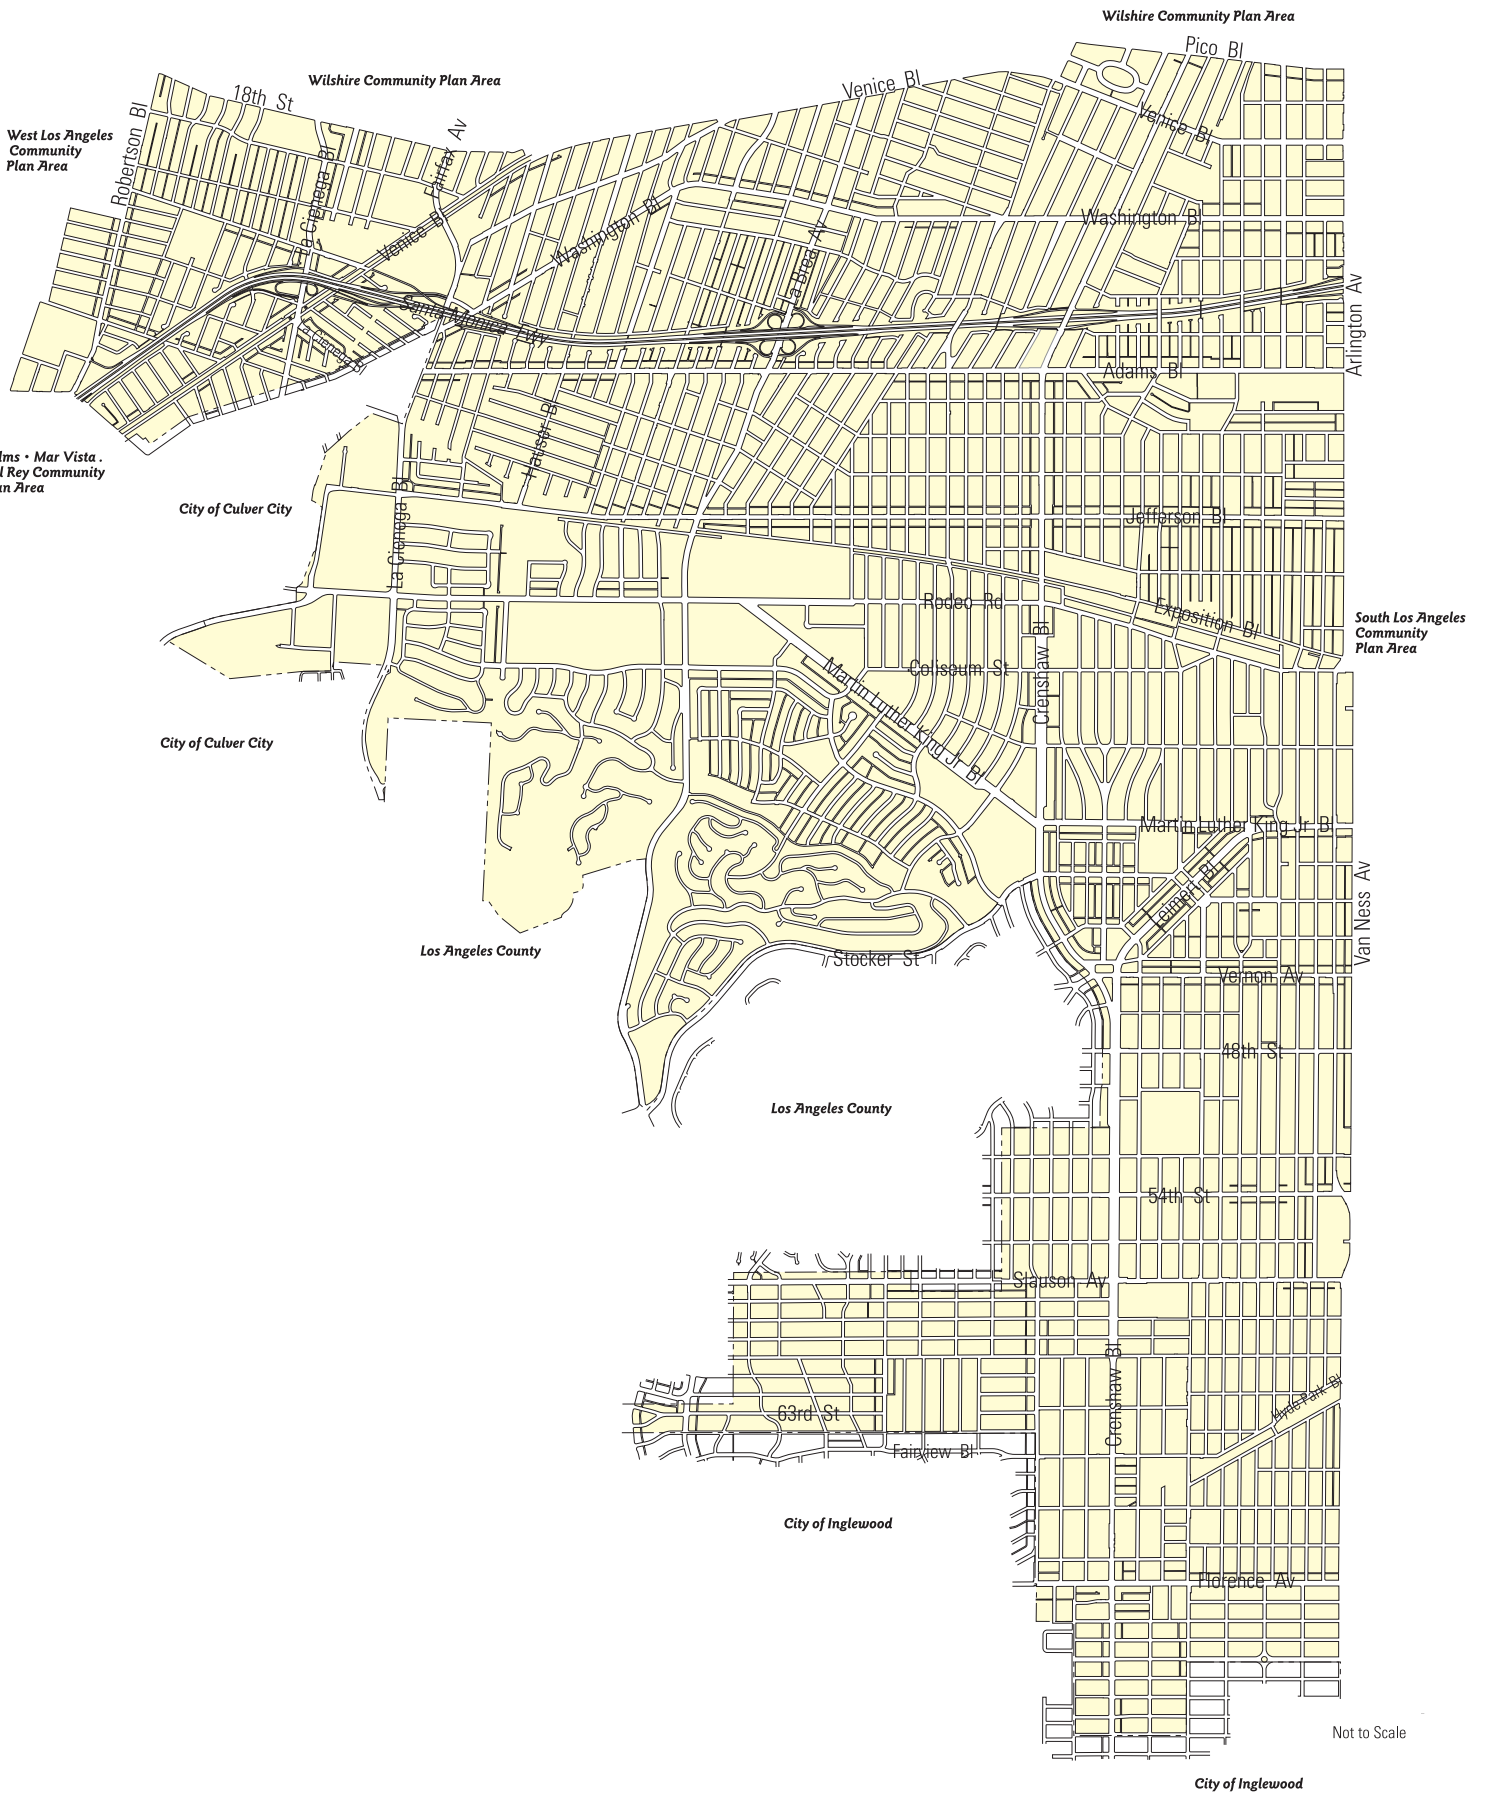 Wilshire Community Plan Area
Pico Bl
Wilshire Community Plan Area
Venice Bl
18th St
Venice Bl
West Los Angeles
Community
Plan Area
Robertson Bl
Fairfax Av
La Cienega Bl
Venice Bl
Washington Bl
Washington Bl
La Brea Av
Santa Monica FWY
La Cienega Bl
Arlington Av
Adams Bl
Hauser Bl
lms • Mar Vista .
l Rey Community
an Area
City of Culver City
La Cienega Bl
Jefferson Bl
Rodeo Rd
Exposition Bl
South Los Angeles
Community
Plan Area
Crenshaw Bl
Coliseum St
Martin Luther King Jr Bl
City of Culver City
Martin Luther King Jr Bl
Leimert Bl
Van Ness Av
Los Angeles County
Stocker St
Vernon Av
48th St
Los Angeles County
54th St
Slauson Av
Crenshaw Bl
Hyde Park Bl
63rd St
Fairview Bl
City of Inglewood
Florence Av
Not to Scale
City of Inglewood